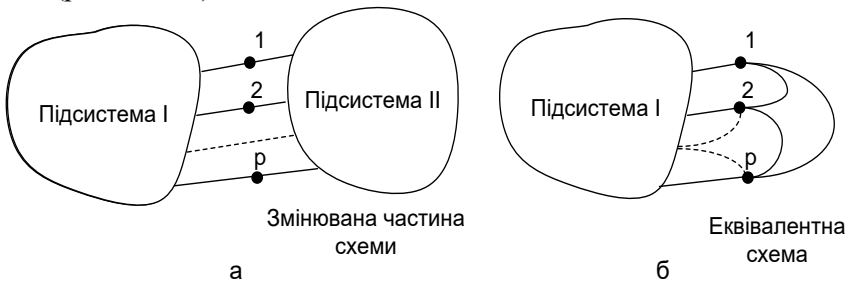 1
2
р
Підсистема І
Підсистема ІІ
Змінювана частина
схеми
а
1
2
р
Підсистема І
Еквівалентна
схема
б